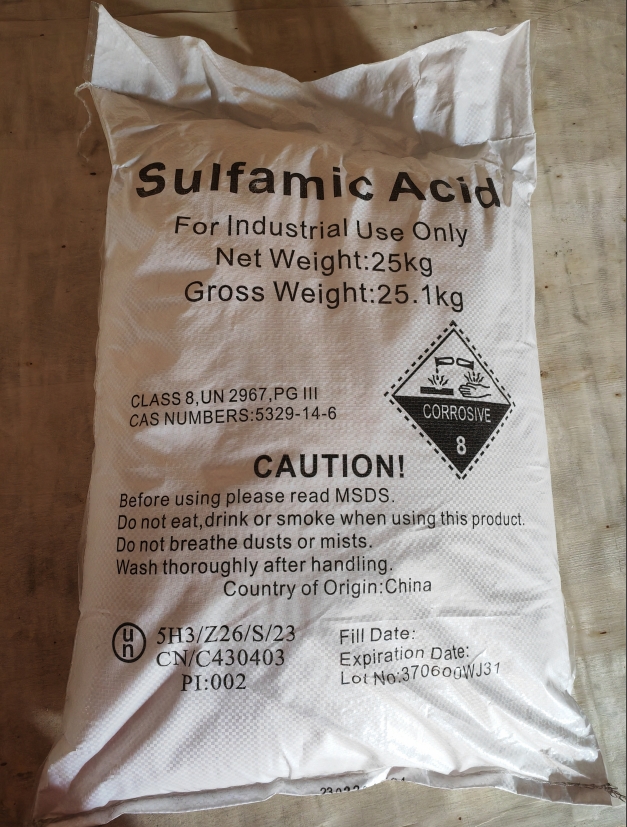 Sulfamic Acid
For Industrial Use Only
Net Weight:25kg
Gross Weight:25.1kg
CLASS 8,UN 2967,PG III
CAS NUMBERS:5329-14-6
CORROSIVE
8
CAUTION!
Before using please read MSDS.
Do not eat,drink or smoke when using this product.
Do not breathe dusts or mists.
Wash thoroughly after handling.
Country of Origin:China
un
5H3/Z26/S/23
CN/C430403
PI:002
Fill Date:
Expiration Date:
Lot No:370600WJ31